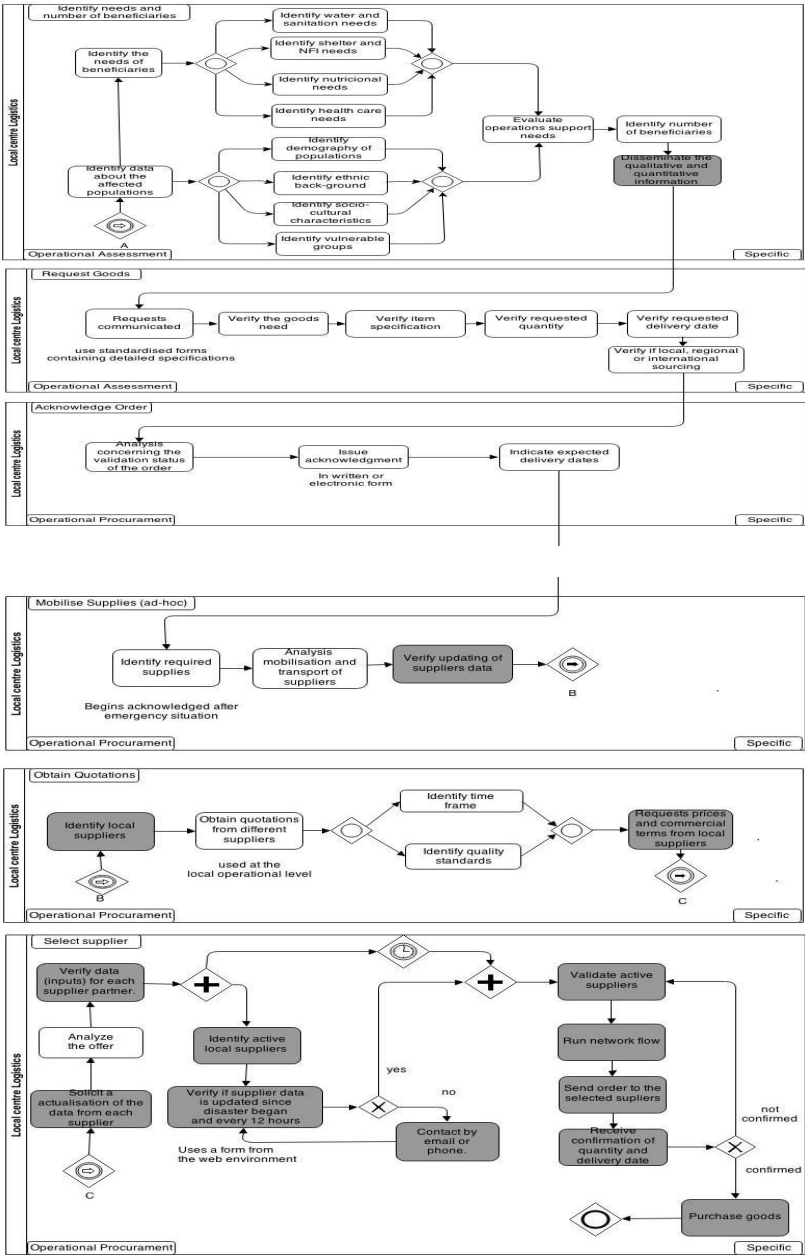 Identify needs and
number of beneficiaries
Local centre Logistics
Identify the
needs of
beneficiaries
Identify water and
sanitation needs
Identify shelter and
NFI needs
Identify nutricional
needs
Identify health care
needs
Evaluate
operations support
needs
Identify number
of beneficiaries
Disseminate the
qualitative and
quantitative
information
Identify data
about the
affected
populations
Identify
demography of
populations
Identify ethnic
back-ground
Identify socio-
cultural
characteristics
Identify vulnerable
groups
A
Operational Assessment
Specific
Request Goods
Local centre Logistics
Requests
communicated
Verify the goods
need
Verify item
specification
Verify requested
quantity
Verify requested
delivery date
use standardised forms
containing detailed specifications
Verify if local, regional
or international
sourcing
Operational Assessment
Specific
Acknowledge Order
Local centre Logistics
Analysis
concerning the
validation status
of the order
Issue
acknowledgment
Indicate expected
delivery dates
In written or
electronic form
Operational Procurament
Specific
Mobilise Supplies (ad-hoc)
Local centre Logistics
Identify required
supplies
Analysis
mobilisation and
transport of
suppliers
Verify updating of
suppliers data
B
Begins acknowledged after
emergency situation
Operational Procurament
Specific
Obtain Quotations
Local centre Logistics
Identify local
suppliers
Obtain quotations
from different
suppliers
Identify time
frame
Identify quality
standards
Requests prices
and commercial
terms from local
suppliers
used at the
local operational level
B
C
Operational Procurament
Specific
Select supplier
Local centre Logistics
Verify data
(inputs) for each
supplier partner.
Analyze
the offer
Solicit a
actualisation of the
data from each
supplier
C
Identify active
local suppliers
Verify if supplier data
is updated since
disaster began
and every 12 hours
Uses a form from
the web environment
yes
no
Contact by
email or
phone.
Validate active
suppliers
Run network flow
Send order to the
selected supliers
Receive
confirmation of
quantity and
delivery date
not
confirmed
confirmed
Purchase goods
Operational Procurament
Specific